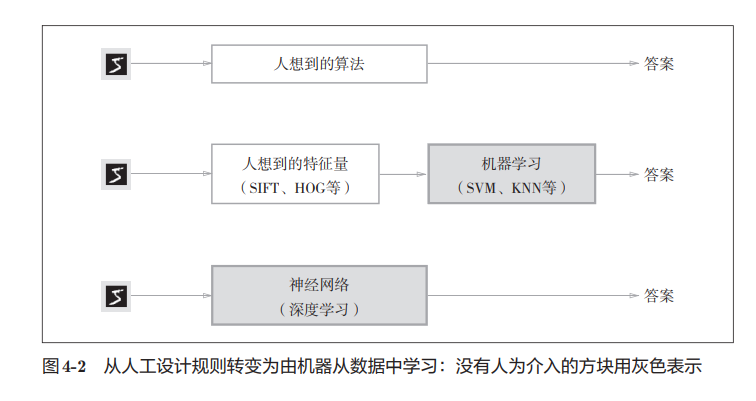 5
人想到的算法
答案
5
人想到的特征量
（SIFT、HOG等）
机器学习
（SVM、KNN等）
答案
5
神经网络
（深度学习）
答案
图4-2 从人工设计规则转变为由机器从数据中学习：没有人为介入的方块用灰色表示